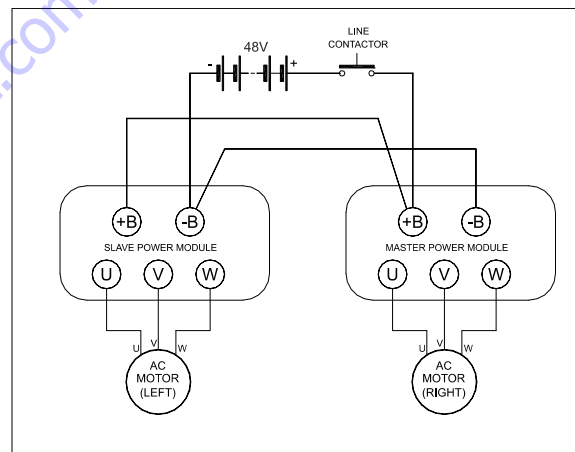 LINE
CONTACTOR
48V
- +
+B -B
SLAVE POWER MODULE
U V W
U V W
AC
MOTOR
(LEFT)
+B -B
MASTER POWER MODULE
U V W
U V W
AC
MOTOR
(RIGHT)